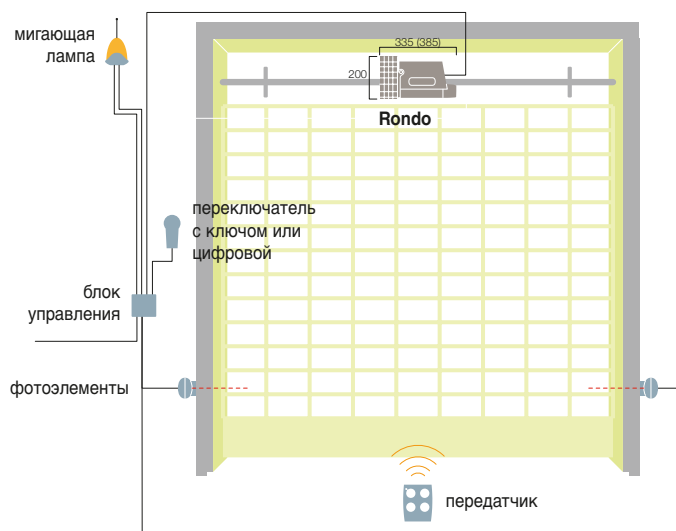 мигающая
лампа
335 (385)
200
Rondo
переключатель
с ключом или
цифровой
блок
управления
фотоэлементы
передатчик